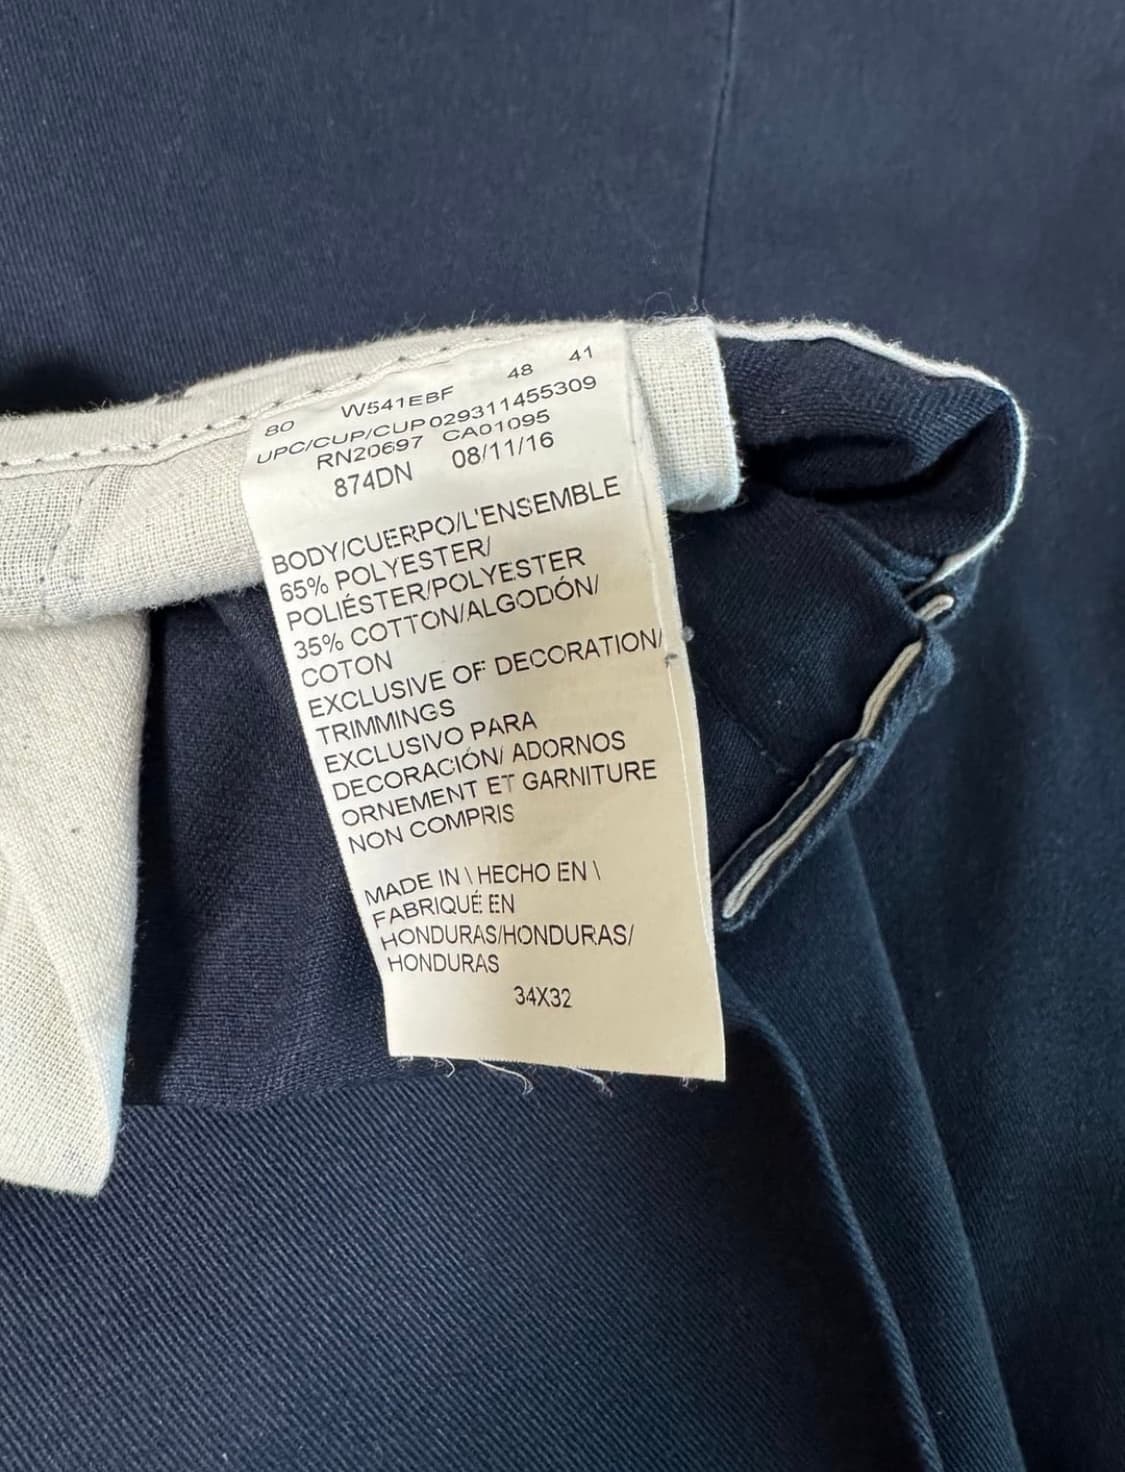 48 41
80 W541EBF
UPC/CUP/CUP 029311455309
RN20697 CA01095
874DN 08/11/16
BODY/CUERPO/L'ENSEMBLE
65% POLYESTER/
POLIÉSTER/POLYESTER
35% COTTON/ALGODÓN/
COTON
EXCLUSIVE OF DECORATION/
TRIMMINGS
EXCLUSIVO PARA
DECORACIÓN/ ADORNOS
ORNEMENT ET GARNITURE
NON COMPRIS
MADE IN \ HECHO EN \
FABRIQUÉ EN
HONDURAS/HONDURAS/
HONDURAS
34X32